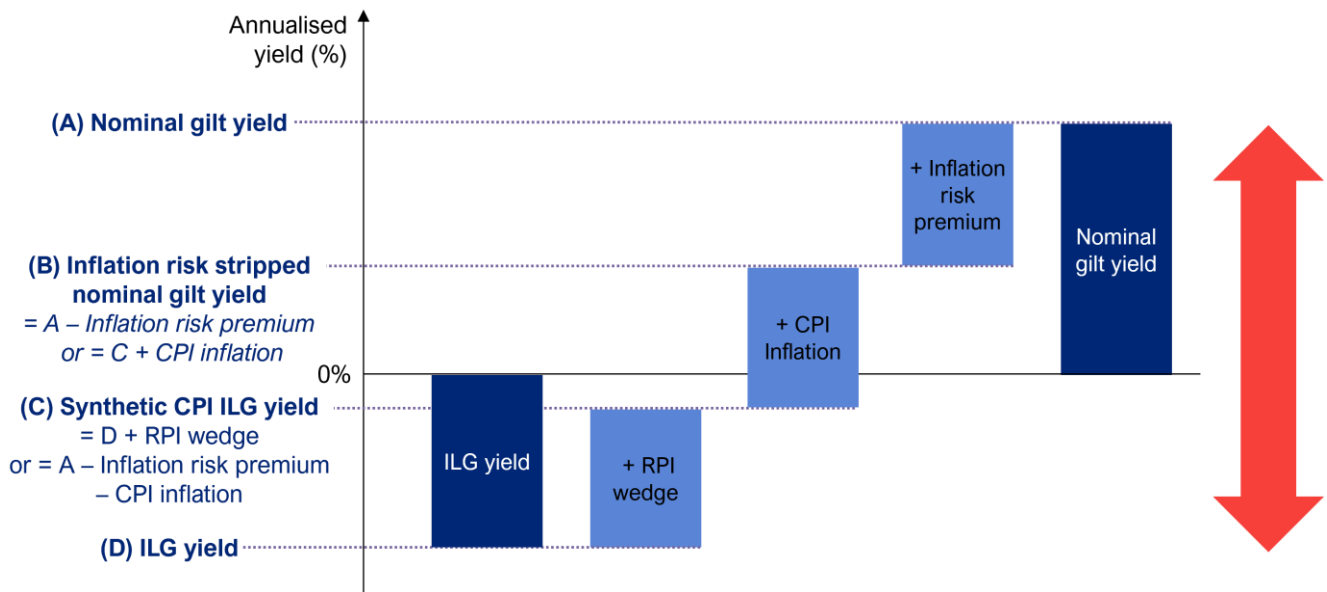 Annualised
yield (%)
(A) Nominal gilt yield
+ Inflation
risk
premium
Nominal
gilt yield
(B) Inflation risk stripped
nominal gilt yield
= A – Inflation risk premium
or = C + CPI inflation
+ CPI
Inflation
0%
(C) Synthetic CPI ILG yield
= D + RPI wedge
or = A – Inflation risk premium
– CPI inflation
ILG yield
+ RPI
wedge
(D) ILG yield